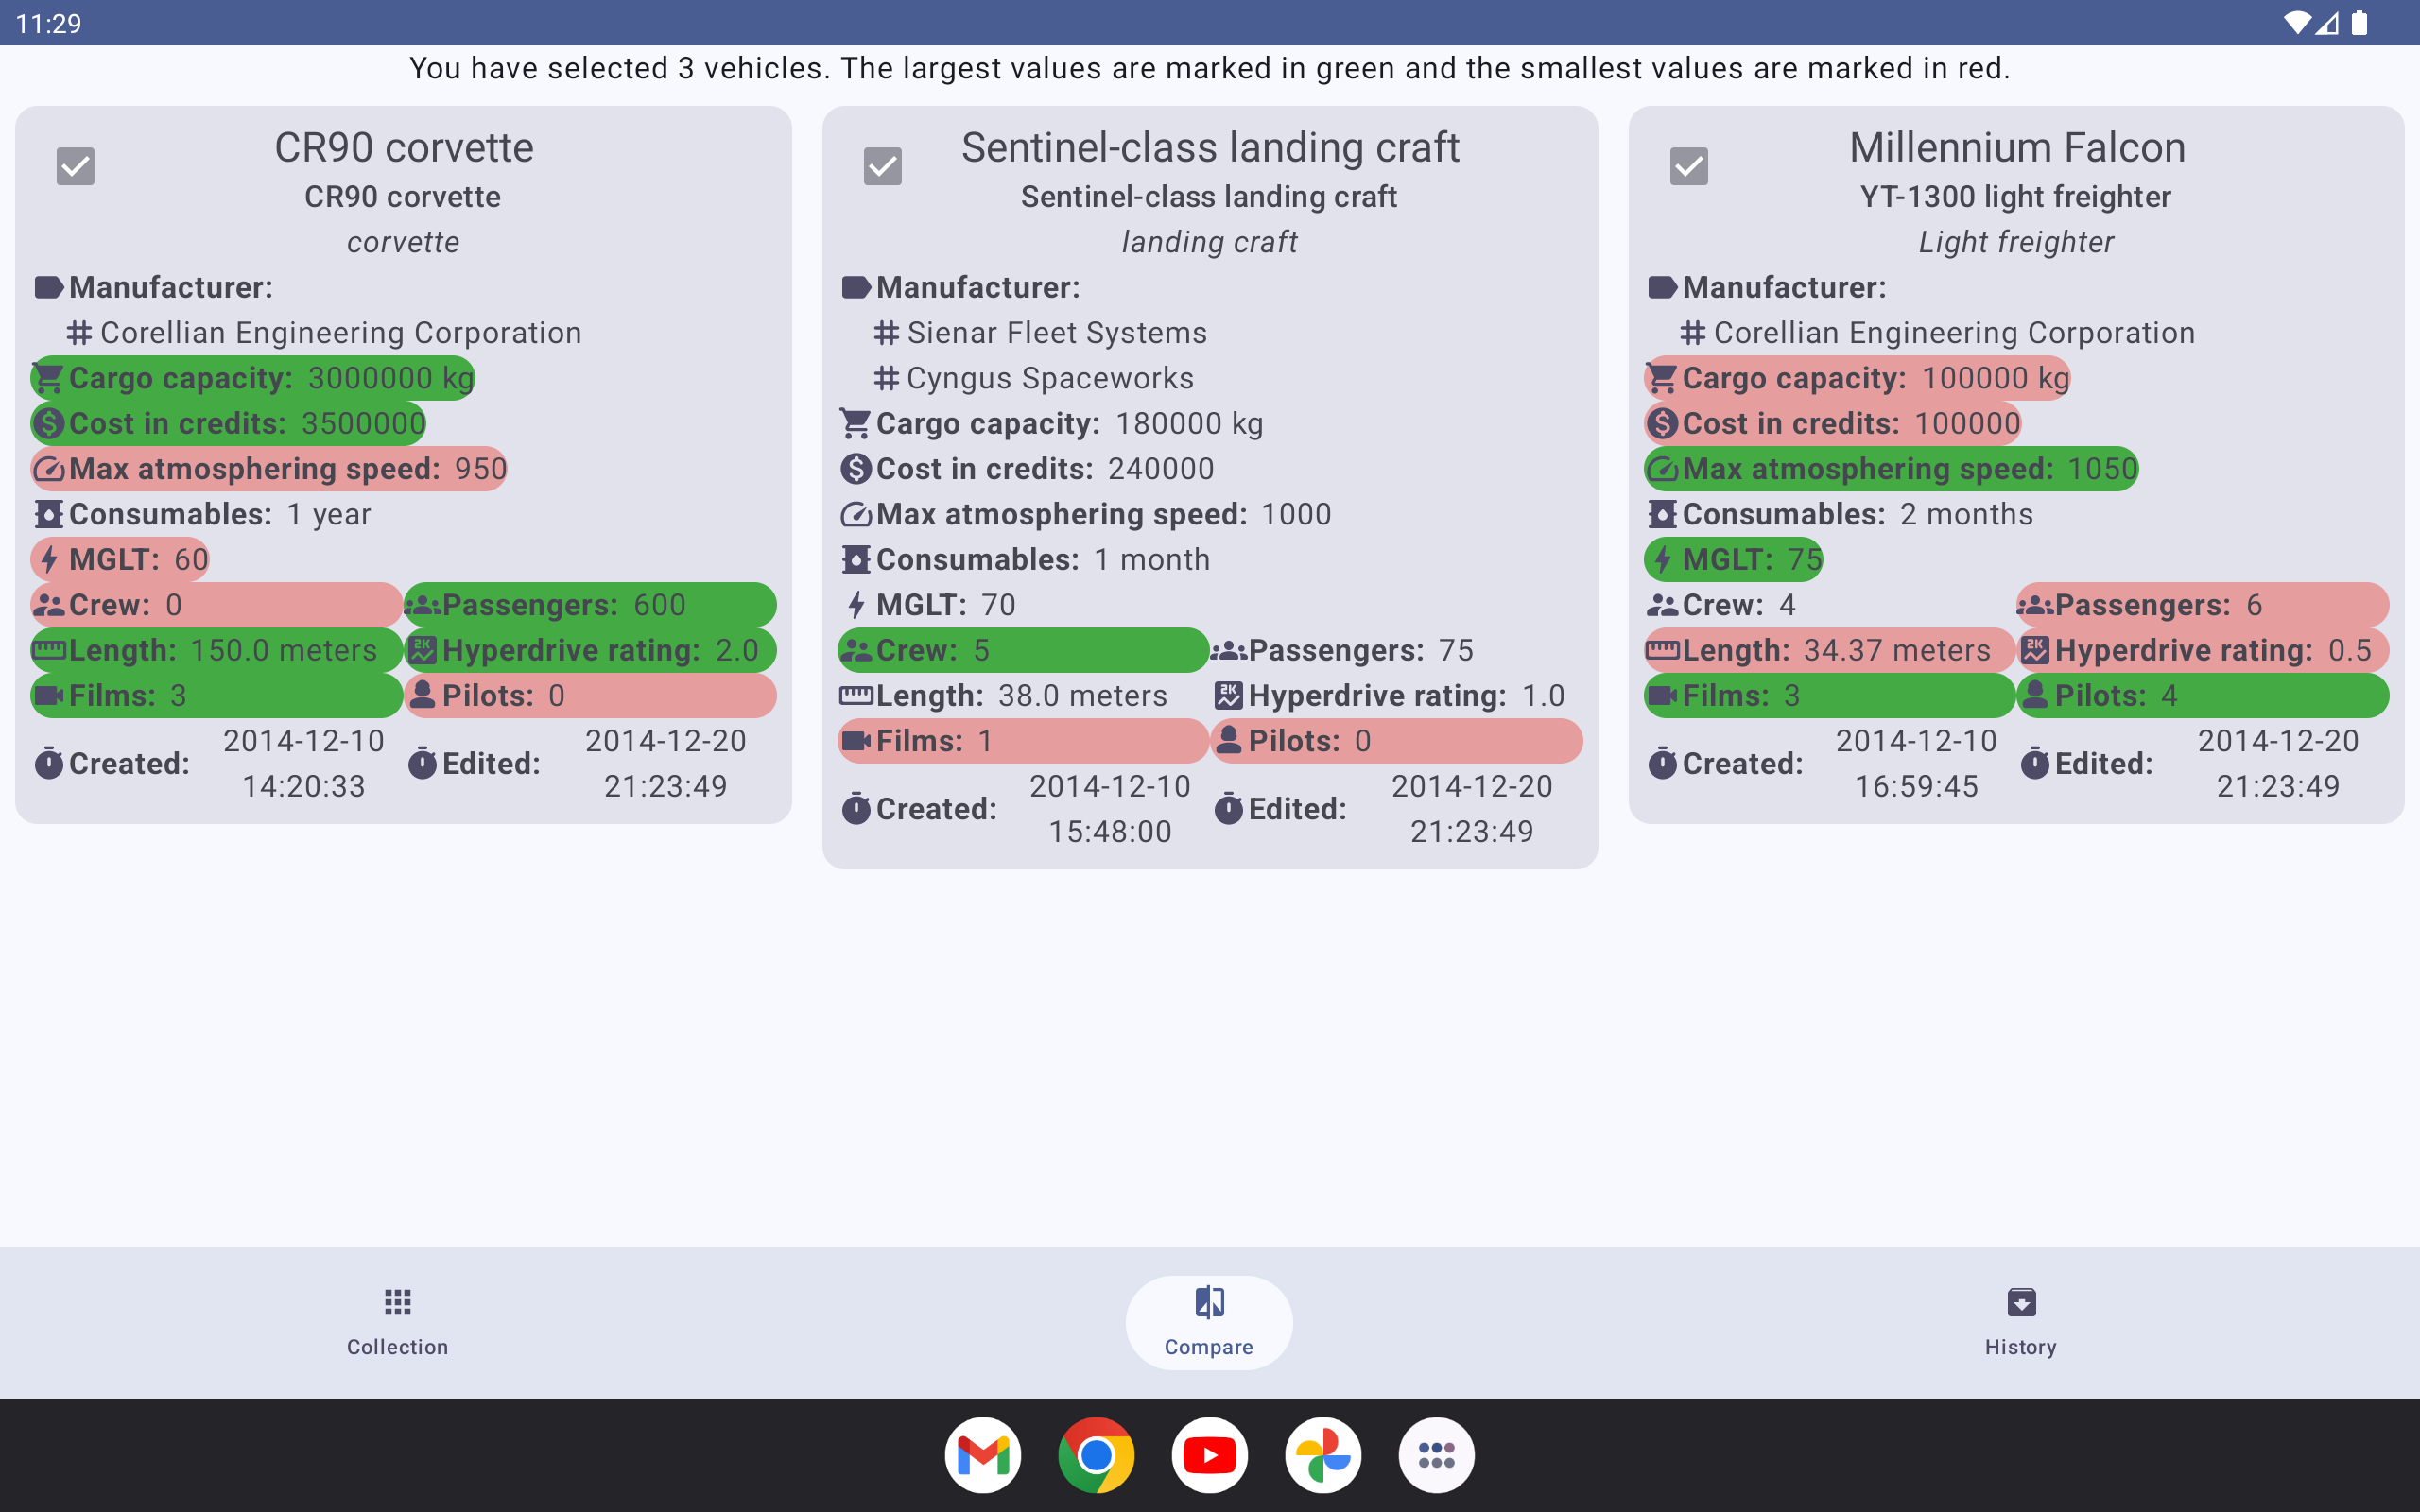 11:29
You have selected 3 vehicles. The largest values are marked in green and the smallest values are marked in red.
CR90 corvette
CR90 corvette
corvette
Manufacturer:
# Corellian Engineering Corporation
Cargo capacity: 3000000 kg
Cost in credits: 3500000
Max atmosphering speed: 950
Consumables: 1 year
MGLT: 60
Crew: 0 Passengers: 600
Length: 150.0 meters 2K Hyperdrive rating: 2.0
Films: 3 Pilots: 0
Created: 2014-12-10 14:20:33 Edited: 2014-12-20 21:23:49
Sentinel-class landing craft
Sentinel-class landing craft
landing craft
Manufacturer:
# Sienar Fleet Systems
# Cyngus Spaceworks
Cargo capacity: 180000 kg
Cost in credits: 240000
Max atmosphering speed: 1000
Consumables: 1 month
MGLT: 70
Crew: 5 Passengers: 75
Length: 38.0 meters 2K Hyperdrive rating: 1.0
Films: 1 Pilots: 0
Created: 2014-12-10 15:48:00 Edited: 2014-12-20 21:23:49
Millennium Falcon
YT-1300 light freighter
Light freighter
Manufacturer:
# Corellian Engineering Corporation
Cargo capacity: 100000 kg
Cost in credits: 100000
Max atmosphering speed: 1050
Consumables: 2 months
MGLT: 75
Crew: 4 Passengers: 6
Length: 34.37 meters 2K Hyperdrive rating: 0.5
Films: 3 Pilots: 4
Created: 2014-12-10 16:59:45 Edited: 2014-12-20 21:23:49
Collection
Compare
History